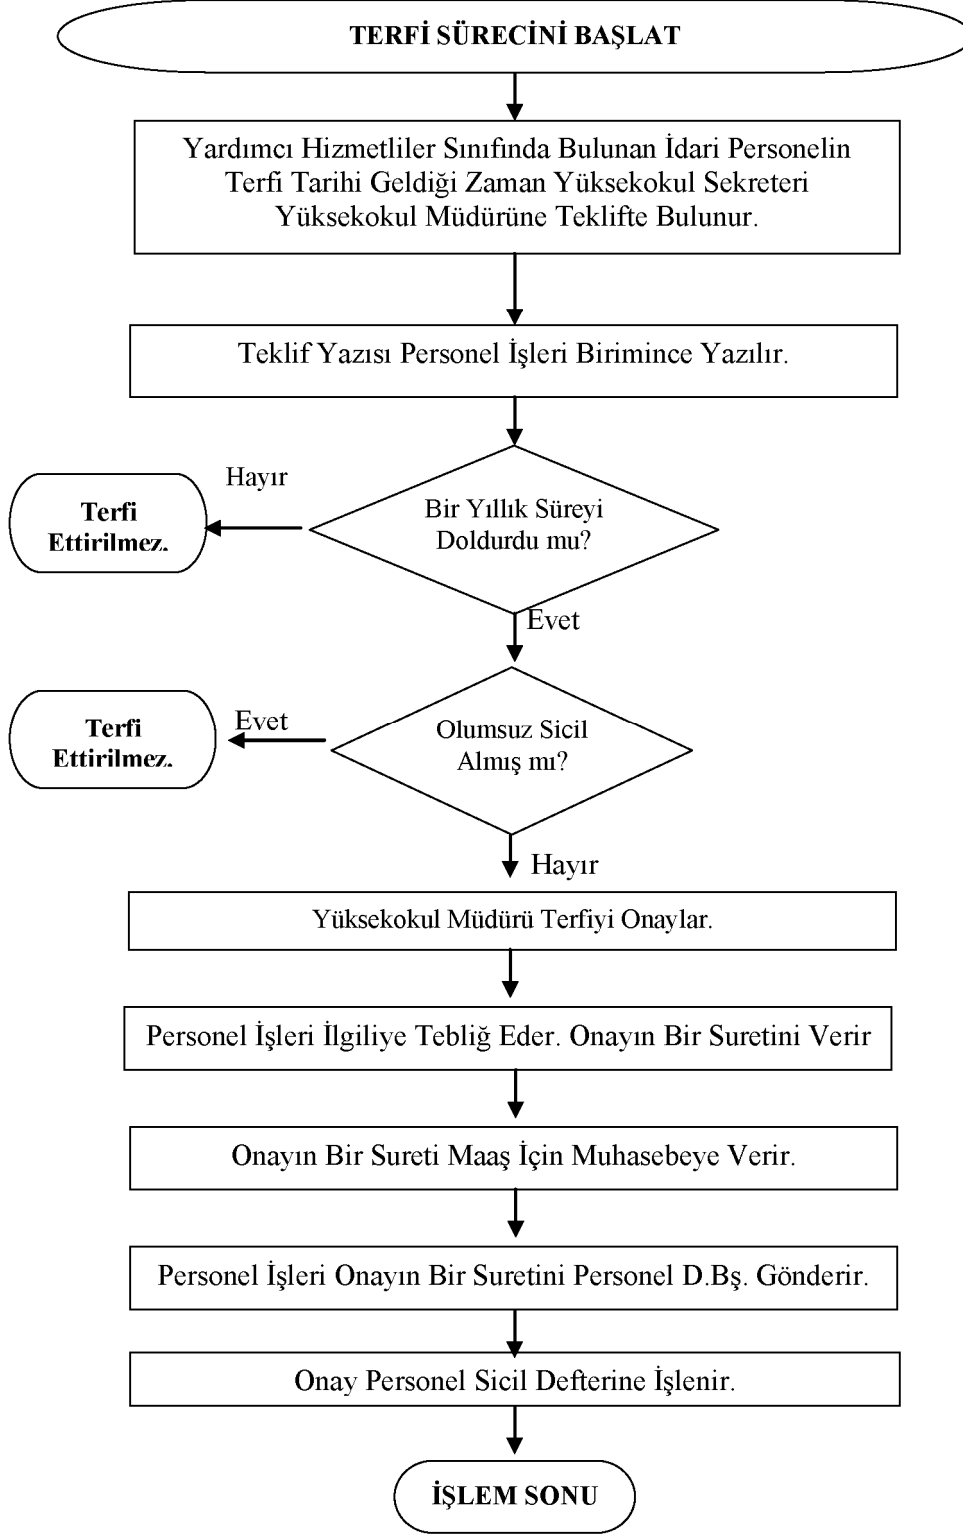 TERFİ SÜRECİNİ BAŞLAT
Yardımcı Hizmetliler Sınıfında Bulunan İdari Personelin
Terfi Tarihi Geldiği Zaman Yüksekokul Sekreteri
Yüksekokul Müdürüne Teklifte Bulunur.
Teklif Yazısı Personel İşleri Birimince Yazılır.
Hayır
Terfi
Ettirilmez.
Bir Yıllık Süreyi
Doldurdu mu?
Evet
Terfi
Ettirilmez.
Evet
Olumsuz Sicil
Almış mı?
Hayır
Yüksekokul Müdürü Terfiyi Onaylar.
Personel İşleri İlgiliye Tebliğ Eder. Onayın Bir Suretini Verir
Onayın Bir Sureti Maaş İçin Muhasebeye Verir.
Personel İşleri Onayın Bir Suretini Personel D.Bş. Gönderir.
Onay Personel Sicil Defterine İşlenir.
İŞLEM SONU